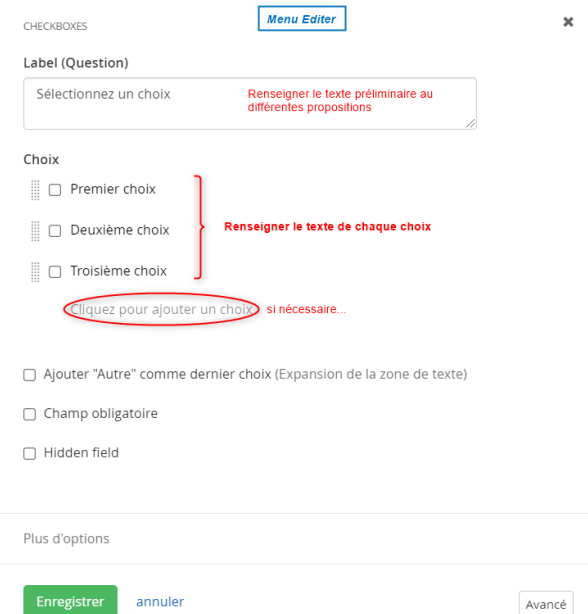 Menu Editer
CHECKBOXES
Label (Question)
Sélectionnez un choix
Renseigner le texte préliminaire au
différentes propositions
Choix
Premier choix
Deuxième choix
Troisième choix
Renseigner le texte de chaque choix
Cliquez pour ajouter un choix
si nécessaire...
Ajouter "Autre" comme dernier choix (Expansion de la zone de texte)
Champ obligatoire
Hidden field
Plus d'options
Enregistrer annuler
Avancé